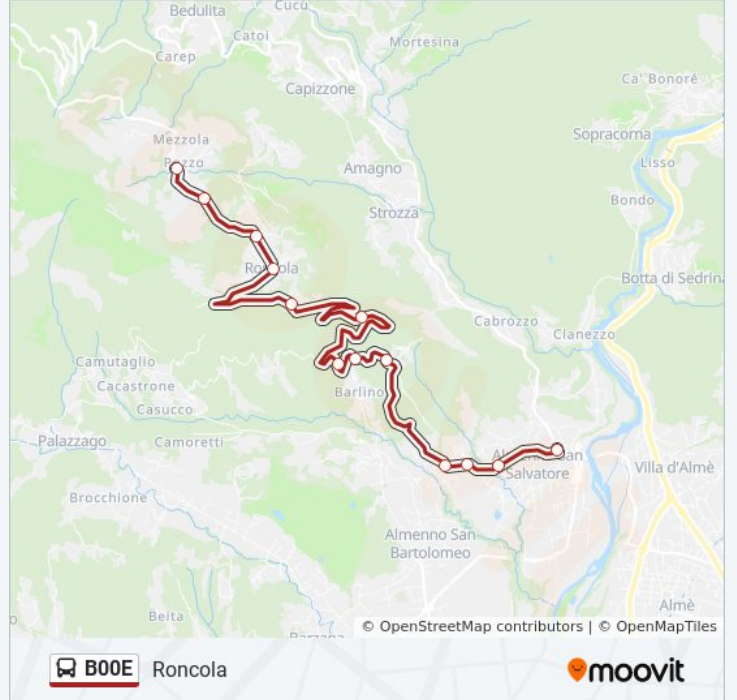 Bedulita
Cucù
Catoi
Mortesina
Carep
Capizzone
Ca' Bonoré
Sopracorna
Mezzola
Lisso
Amagno
Bondo
Strozza
Roncola
Botta di Sedrina
Cabrozzo
Clanezzo
Camutaglio
Cacastrone
Barlino
Casucco
Palazzago
Camoretti
Almenno San
Salvatore
Villa d'Almè
Brocchione
Almenno San
Bartolomeo
Almè
Beita
© OpenStreetMap contributors | © OpenMapTiles
B00E Roncola
moovit